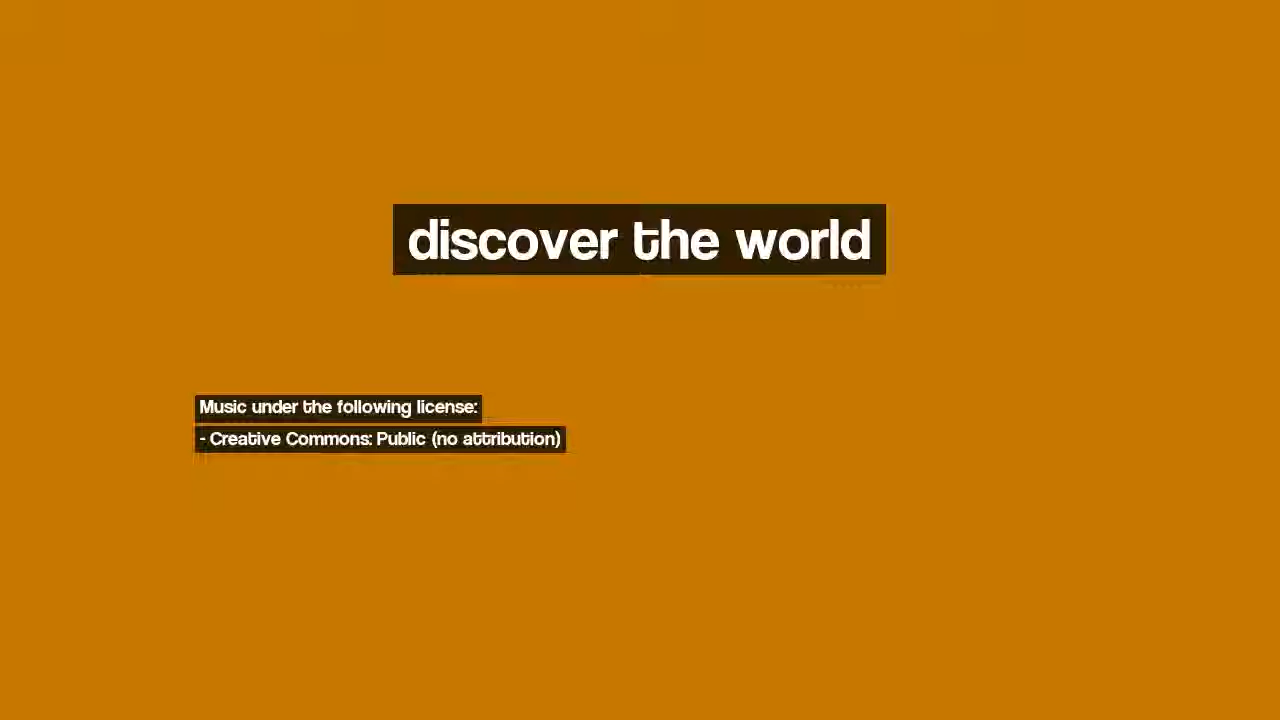 discover the world
Music under the following license:
- Creative Commons: Public (no attribution)